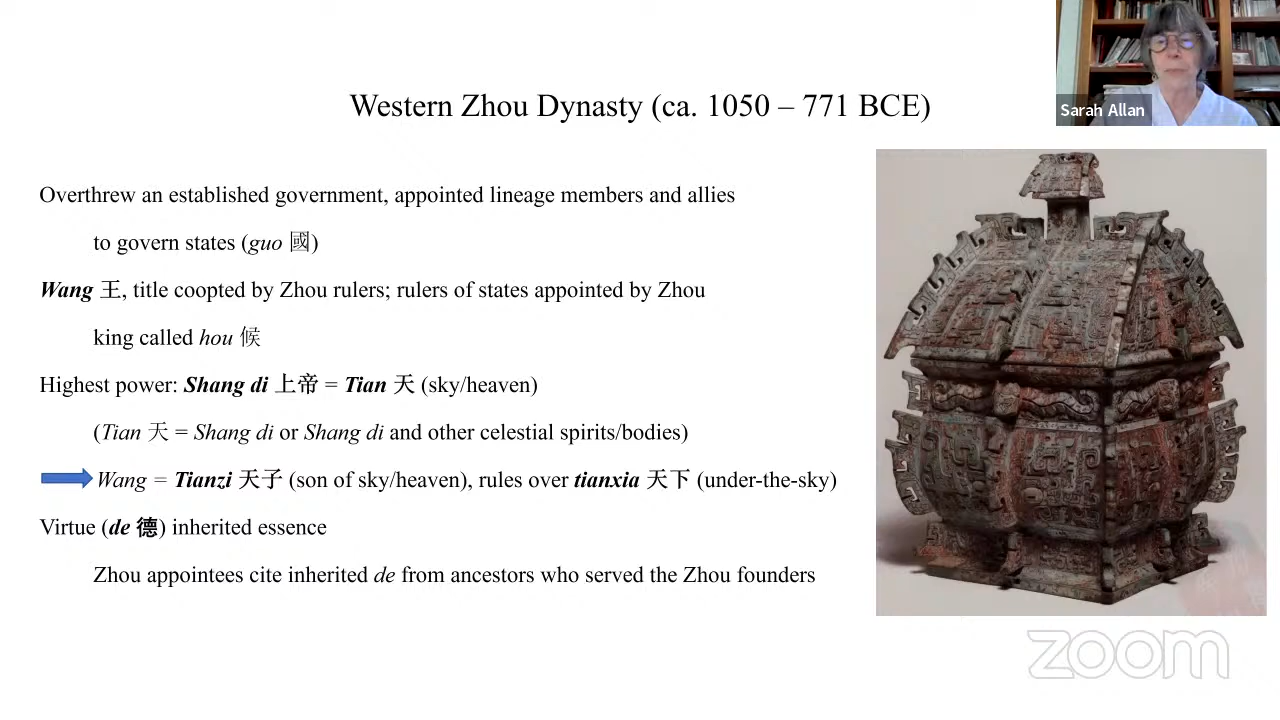 Sarah Allan
Western Zhou Dynasty (ca. 1050 – 771 BCE)
Overthrew an established government, appointed lineage members and allies
to govern states (guo 國)
Wang 王, title coopted by Zhou rulers; rulers of states appointed by Zhou
king called hou 候
Highest power: Shang di 上帝 = Tian 天 (sky/heaven)
(Tian 天 = Shang di or Shang di and other celestial spirits/bodies)
Wang = Tianzi 天子 (son of sky/heaven), rules over tianxia 天下 (under-the-sky)
Virtue (de 德) inherited essence
Zhou appointees cite inherited de from ancestors who served the Zhou founders
zoom